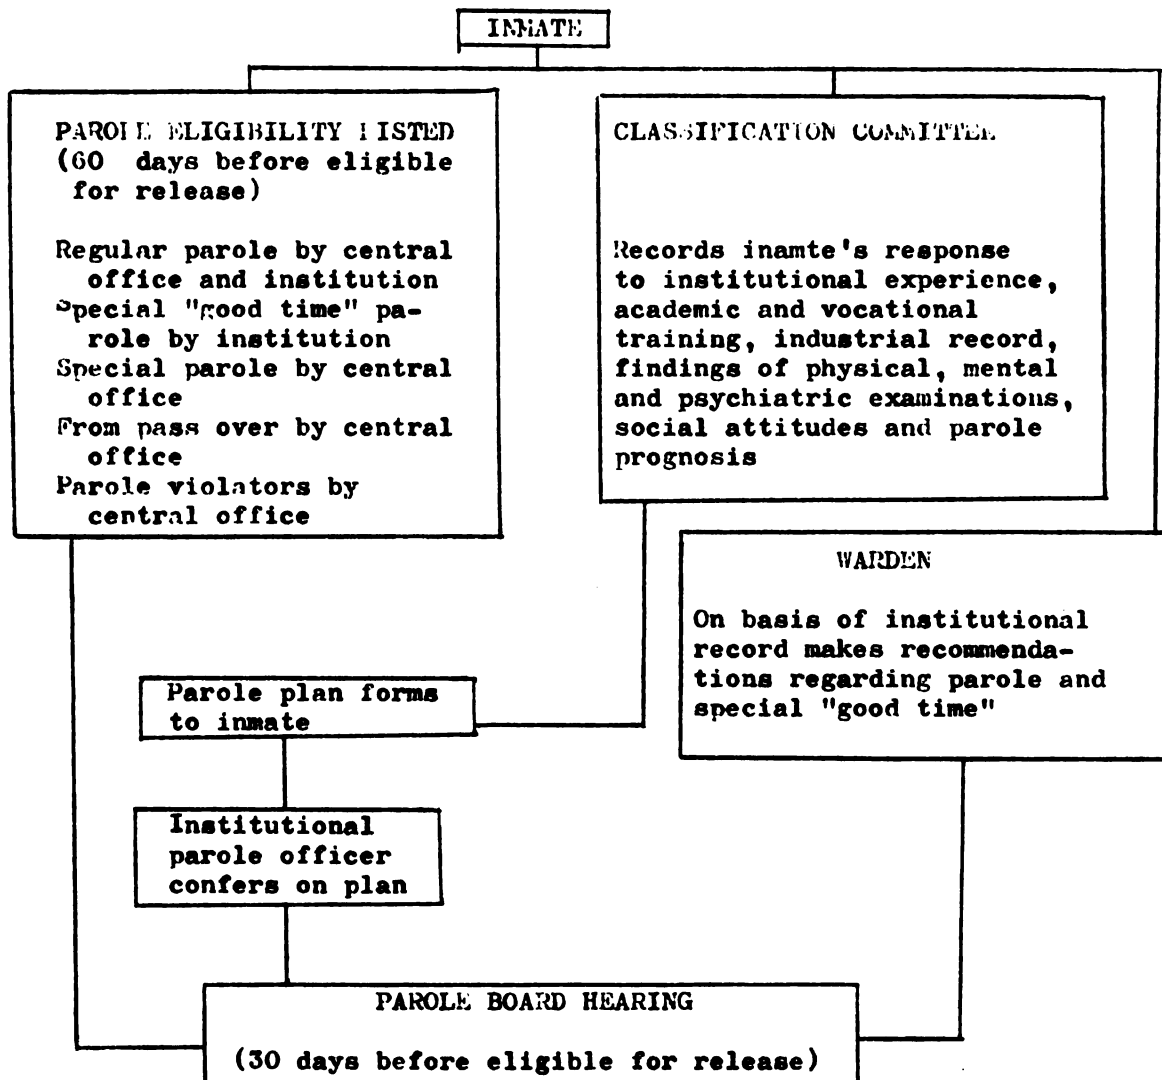 INMATE
PAROLE ELIGIBILITY LISTED
(60 days before eligible
for release)
Regular parole by central
office and institution
Special "good time" pa-
role by institution
Special parole by central
office
From pass over by central
office
Parole violators by
central office
CLASSIFICATION COMMITTEE
Records inamte's response
to institutional experience,
academic and vocational
training, industrial record,
findings of physical, mental
and psychiatric examinations,
social attitudes and parole
prognosis
WARDEN
On basis of institutional
record makes recommenda-
tions regarding parole and
special "good time"
Parole plan forms
to inmate
Institutional
parole officer
confers on plan
PAROLE BOARD HEARING
(30 days before eligible for release)